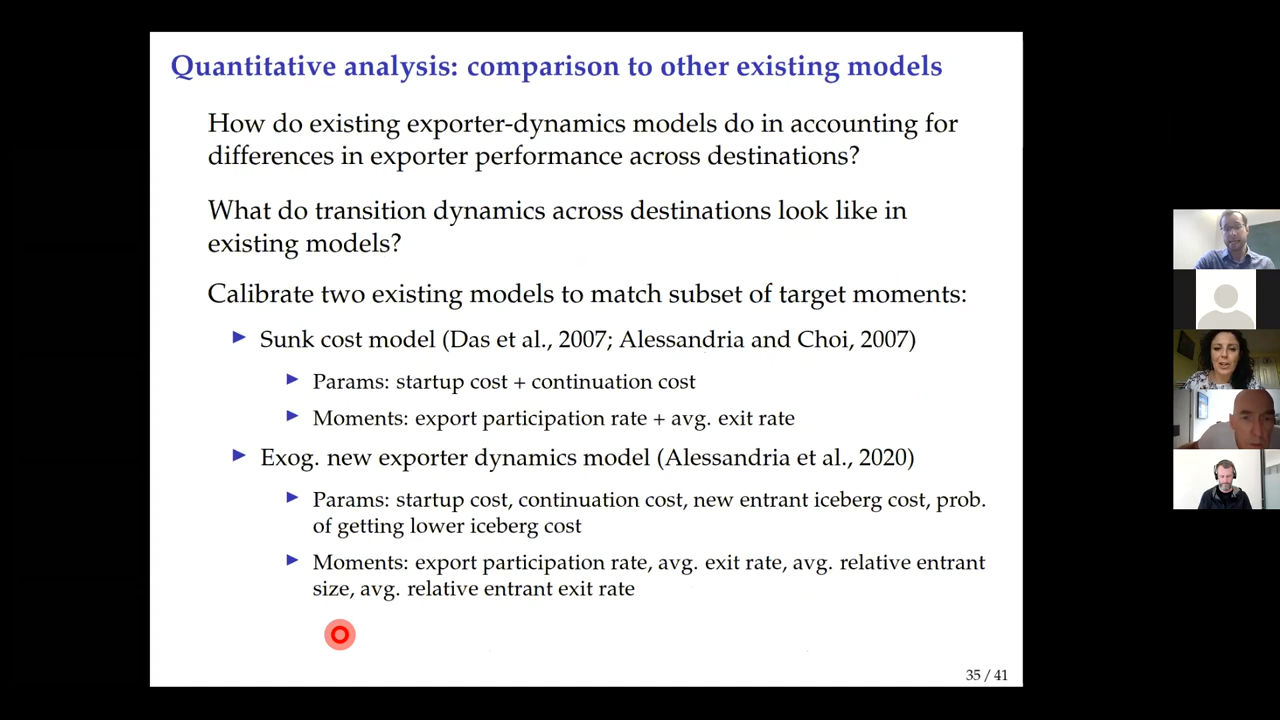 Quantitative analysis: comparison to other existing models
How do existing exporter-dynamics models do in accounting for
differences in exporter performance across destinations?
What do transition dynamics across destinations look like in
existing models?
Calibrate two existing models to match subset of target moments:
Sunk cost model (Das et al., 2007; Alessandria and Choi, 2007)
Params: startup cost + continuation cost
Moments: export participation rate + avg. exit rate
Exog. new exporter dynamics model (Alessandria et al., 2020)
Params: startup cost, continuation cost, new entrant iceberg cost, prob.
of getting lower iceberg cost
Moments: export participation rate, avg. exit rate, avg. relative entrant
size, avg. relative entrant exit rate
35 / 41